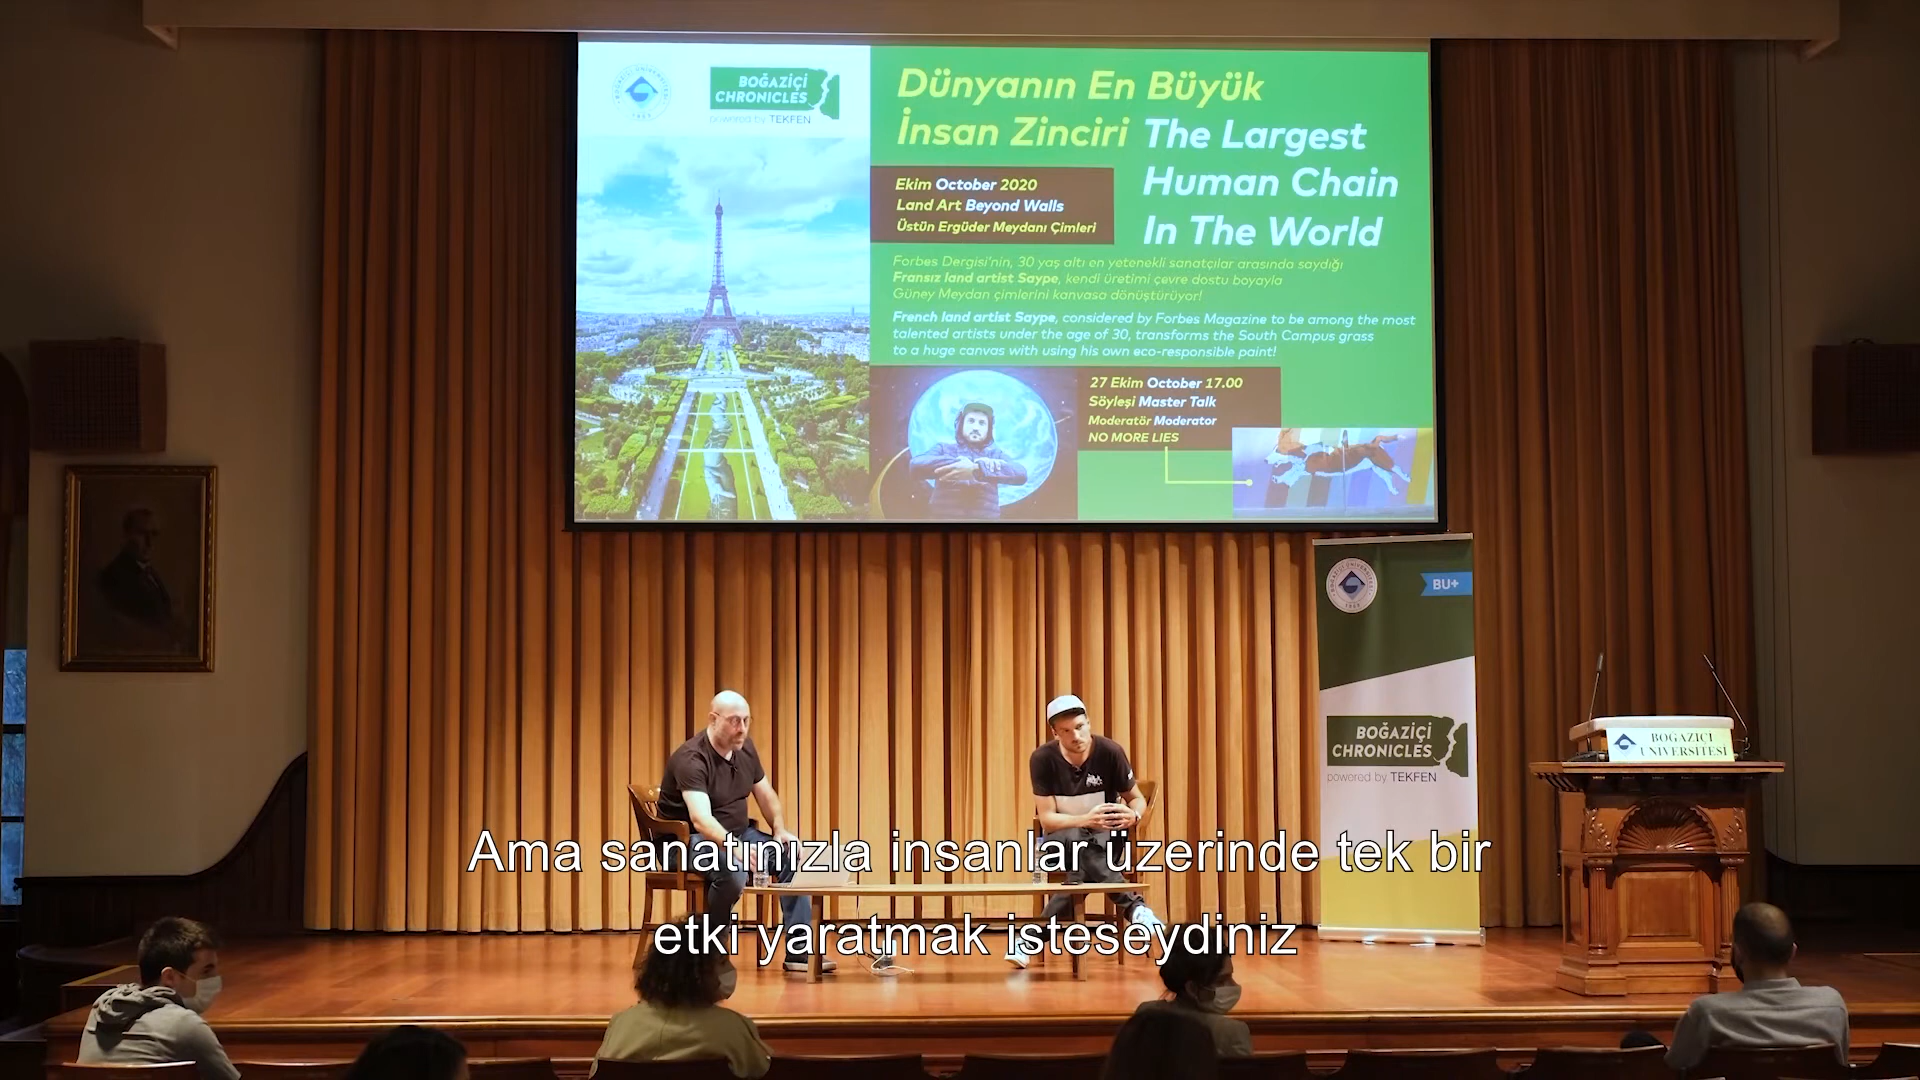 BOĞAZİÇİ
CHRONICLES
powered by TEKFEN
Dünyanın En Büyük
İnsan Zinciri The Largest
Human Chain
In The World
Ekim October 2020
Land Art Beyond Walls
Üstün Ergüder Meydanı Çimleri
Forbes Dergisi'nin, 30 yaş altı en yetenekli sanatçılar arasında saydığı
Fransız land artist Saype, kendi üretimi çevre dostu boyayla
Güney Meydan çimlerini kanvasa dönüştürüyor!
French land artist Saype, considered by Forbes Magazine to be among the most
talented artists under the age of 30, transforms the South Campus grass
to a huge canvas with using his own eco-responsible paint!
27 Ekim October 17.00
Söyleşi Master Talk
Moderatör Moderator
NO MORE LIES
BU+
BOĞAZİÇİ
CHRONICLES
powered by TEKFEN
BOĞAZİÇİ
ÜNİVERSİTESİ
Ama sanatınızla insanlar üzerinde tek bir
etki yaratmak isteseydiniz